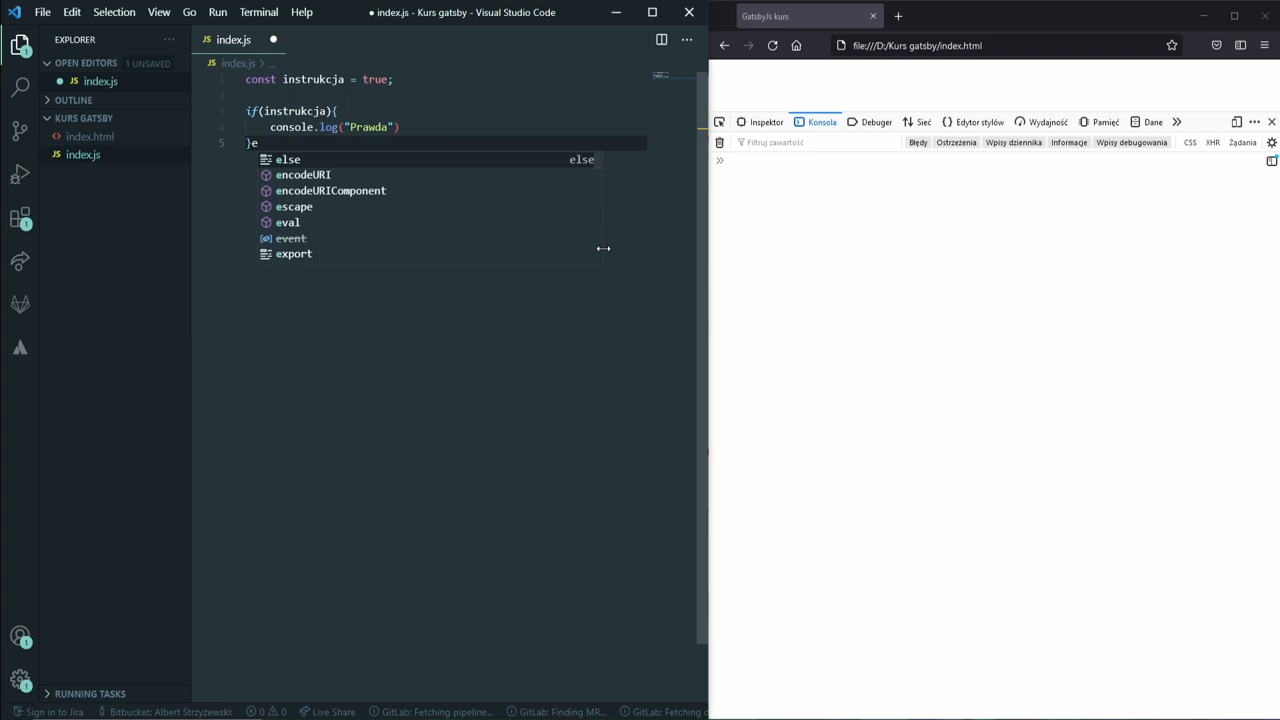 File Edit Selection View Go Run Terminal Help
● index.js - Kurs gatsby - Visual Studio Code
EXPLORER
OPEN EDITORS 1 UNSAVED
JS index.js
OUTLINE
KURS GATSBY
index.html
JS index.js
RUNNING TASKS
JS index.js
JS index.js > ...
1 const instrukcja = true;
2
3 if(instrukcja){
4 console.log("Prawda")
5 }e
else else
encodeURI
encodeURIComponent
escape
eval
event
export
Sign in to Jira Bitbucket: Albert Strzyżewski: 0 0 Live Share GitLab: Fetching pipeline... GitLab: Finding MR... GitLab: Fetching c
GatsbyJs kurs
file:///D:/Kurs gatsby/index.html
Inspektor Konsola Debuger Sieć Edytor stylów Wydajność Pamięć Dane
Filtruj zawartość Błędy Ostrzeżenia Wpisy dziennika Informacje Wpisy debugowania CSS XHR Żądania